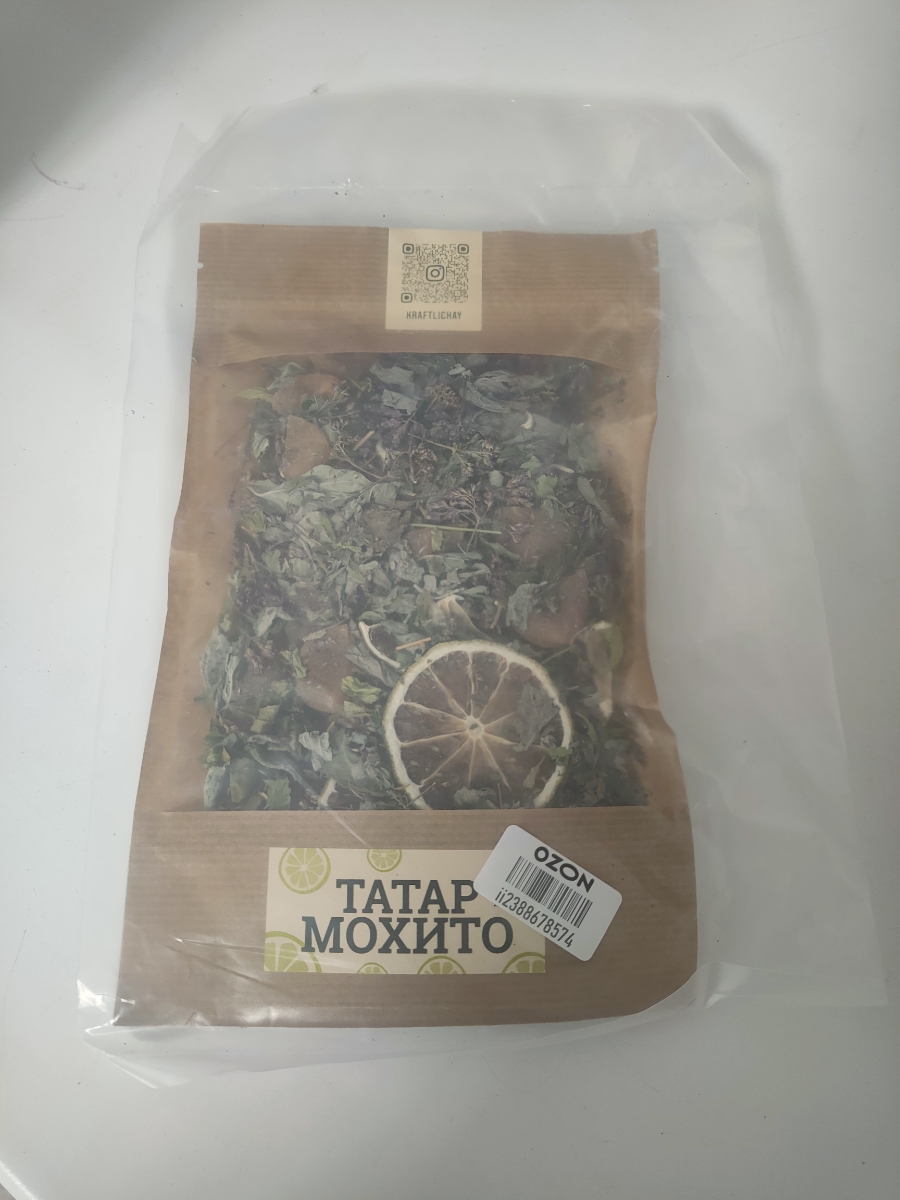 KRAFTLICHAY
ТАТАР
МОХИТО
OZON
ii2388678574